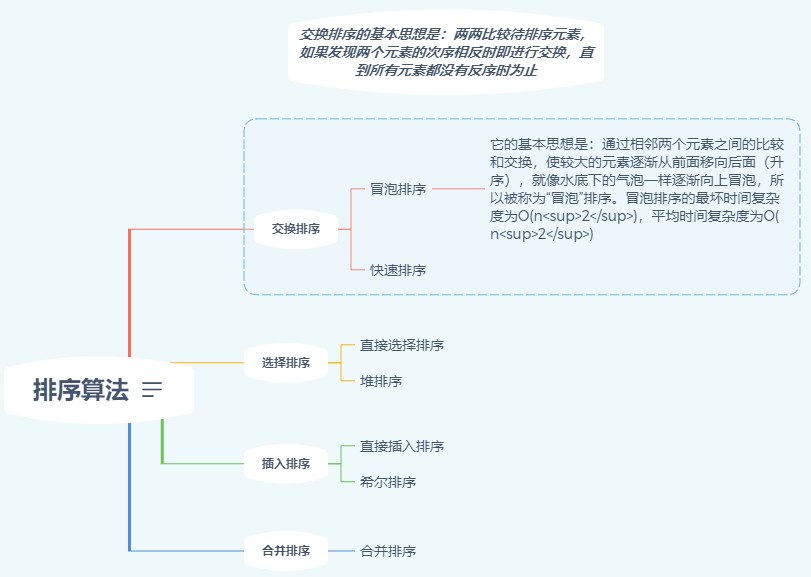 交换排序的基本思想是：两两比较待排序元素，
如果发现两个元素的次序相反时即进行交换，直
到所有元素都没有反序时为止
它的基本思想是：通过相邻两个元素之间的比较
和交换，使较大的元素逐渐从前面移向后面（升
序），就像水底下的气泡一样逐渐向上冒泡，所
以被称为“冒泡”排序。冒泡排序的最坏时间复杂
度为O(n<sup>2</sup>)，平均时间复杂度为O(
n<sup>2</sup>)
冒泡排序
交换排序
快速排序
直接选择排序
选择排序
堆排序
排序算法
直接插入排序
插入排序
希尔排序
合并排序
合并排序